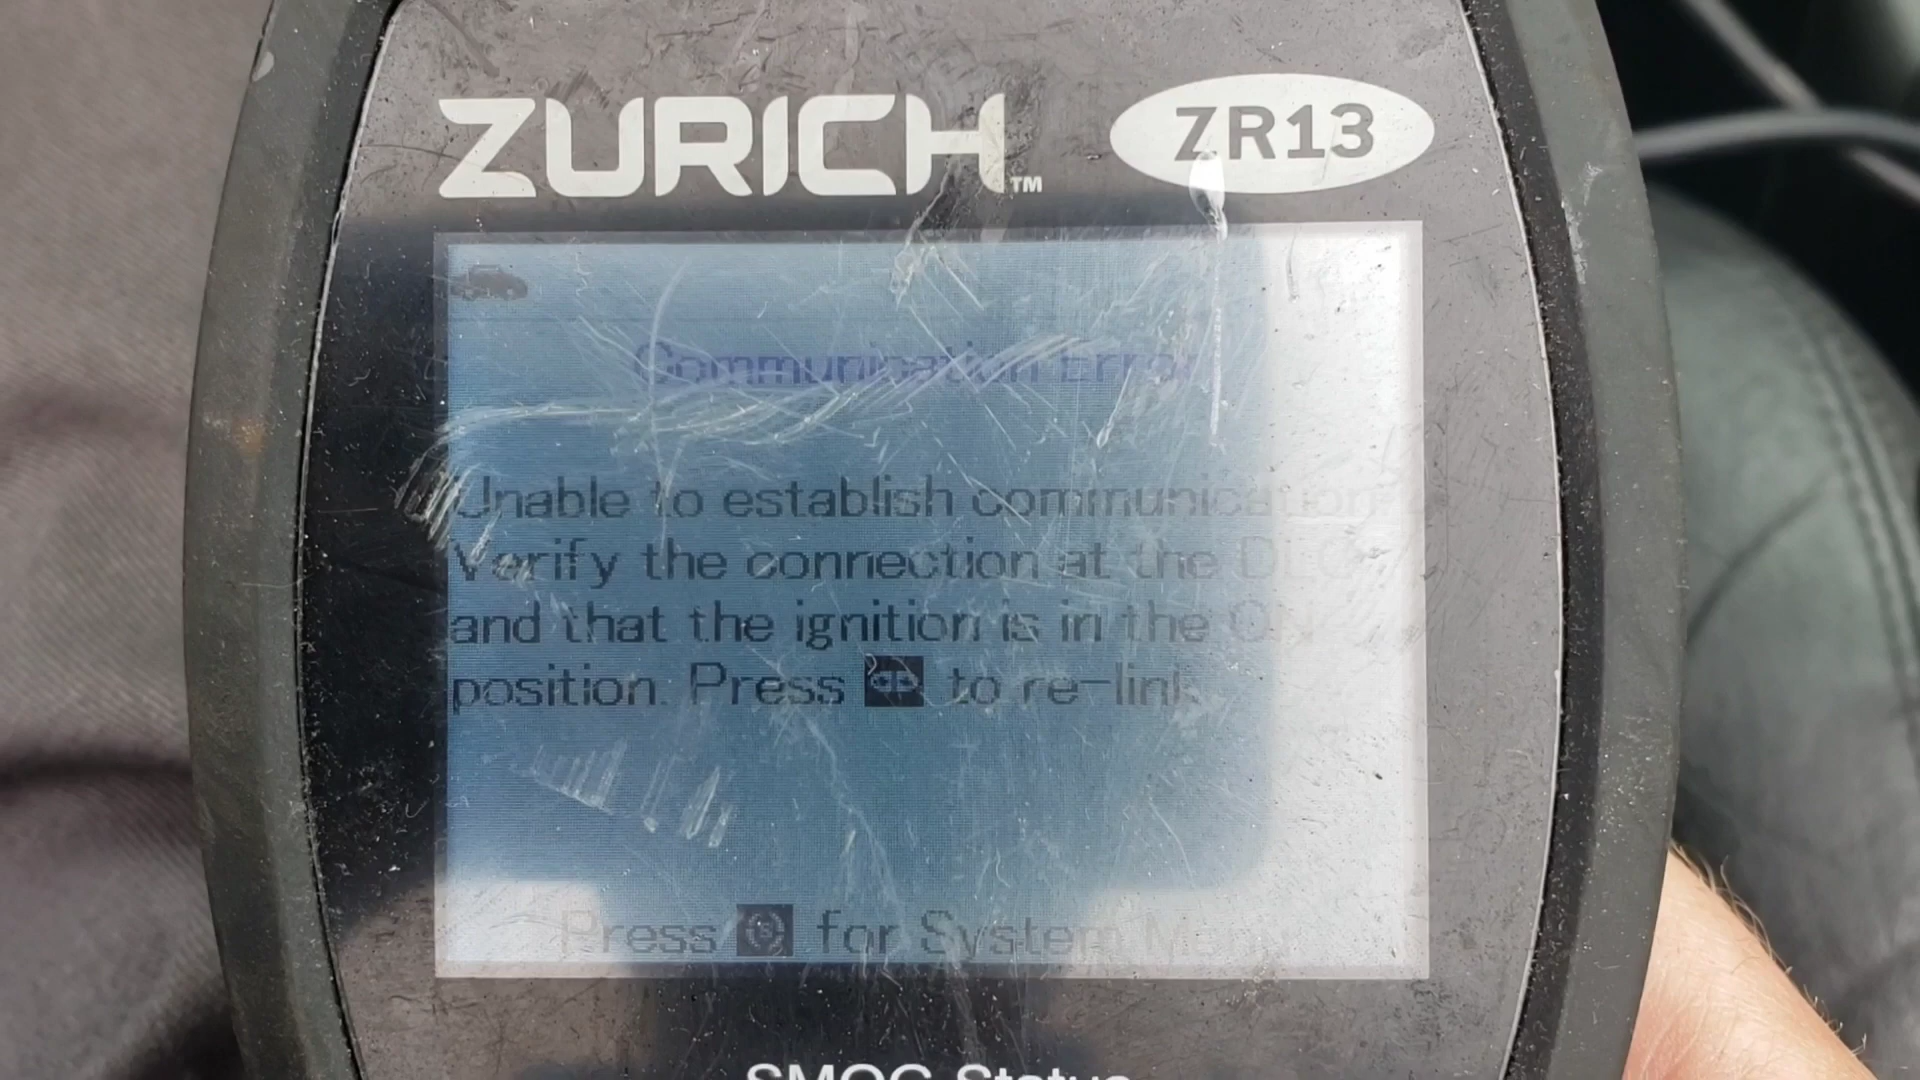 ZURICH™ ZR13
Communication Error
Unable to establish communication.
Verify the connection at the DLC
and that the ignition is in the ON
position. Press to re-link.
Press for System Menu
SMOG Status